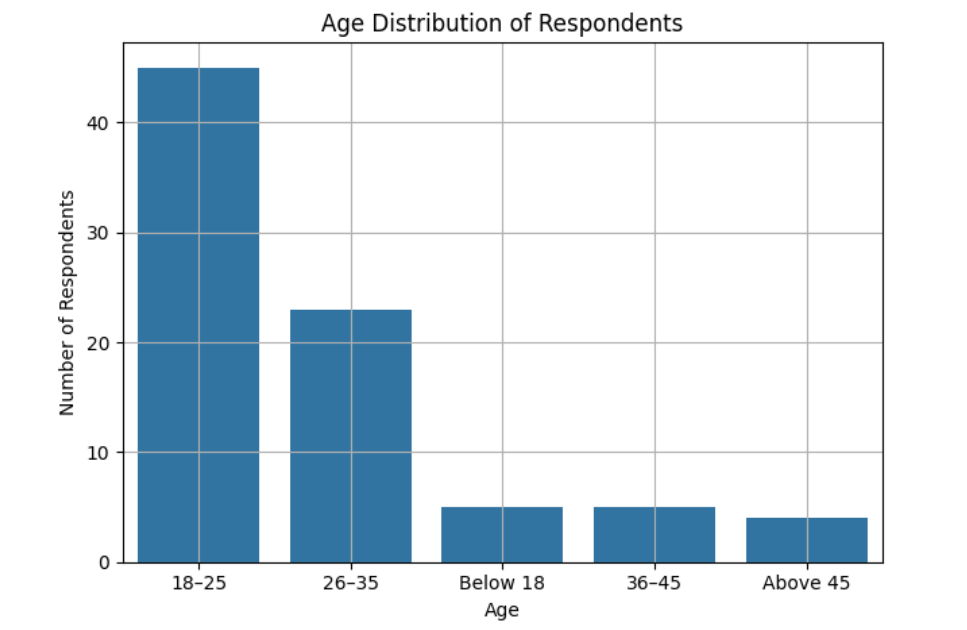 Age Distribution of Respondents
Number of Respondents
40
30
20
10
0
18–25 26–35 Below 18 36–45 Above 45
Age